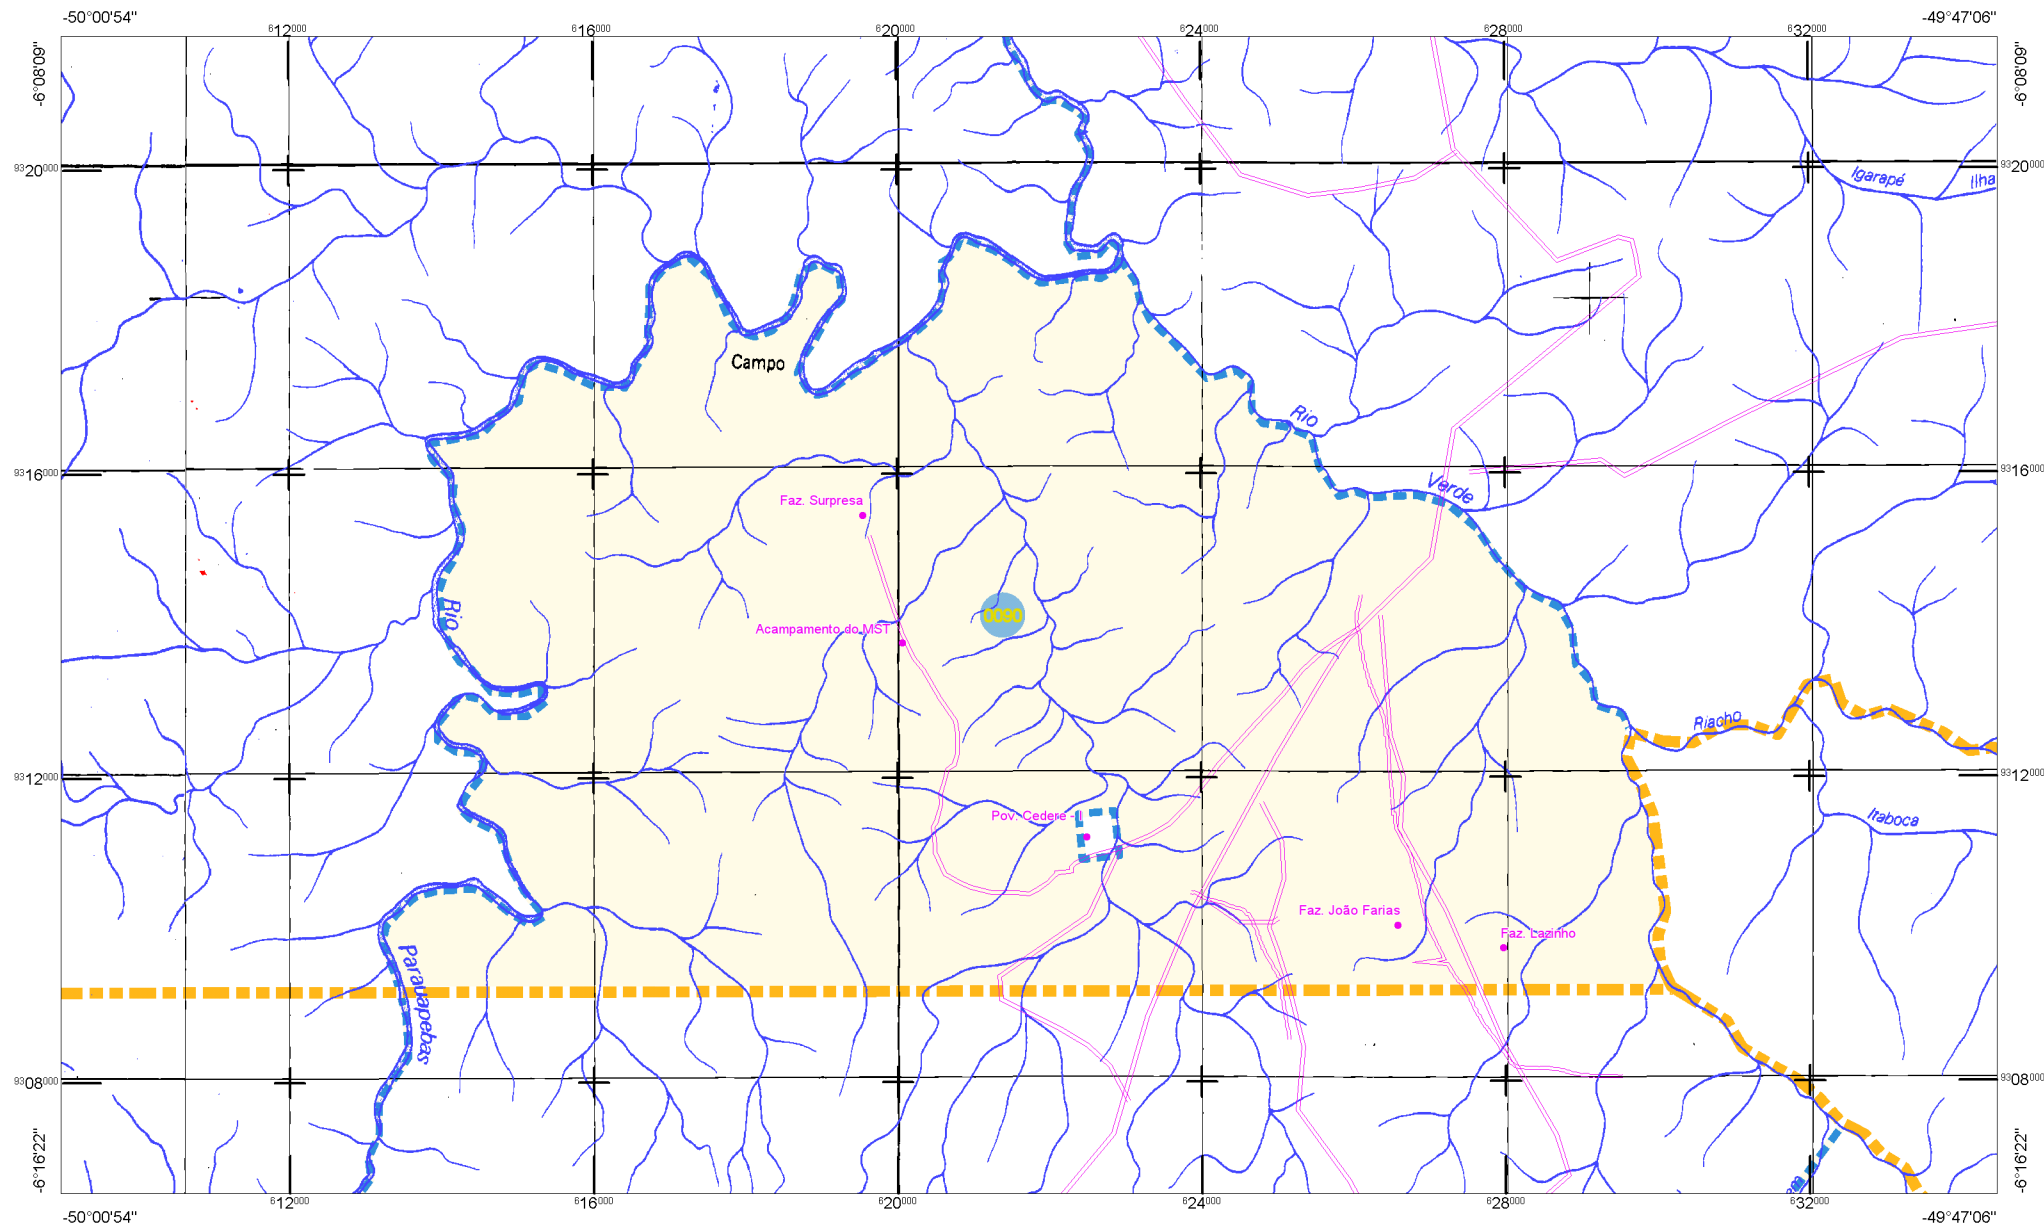 -50°00'54"
-49°47'06"
612000
616000
620000
624000
628000
632000
-6°08'09"
-6°08'09"
9320000
9320000
Igarapé
Ilha
Campo
Rio
9316000
9316000
Verde
Faz. Surpresa
Rio
0090
Acampamento do MST
Riacho
9312000
9312000
Pov. Cedere - I
Itaboca
Faz. João Farias
Faz. Lazinho
Parauapebas
9308000
9308000
-6°16'22"
-6°16'22"
612000
616000
620000
624000
628000
632000
-50°00'54"
-49°47'06"